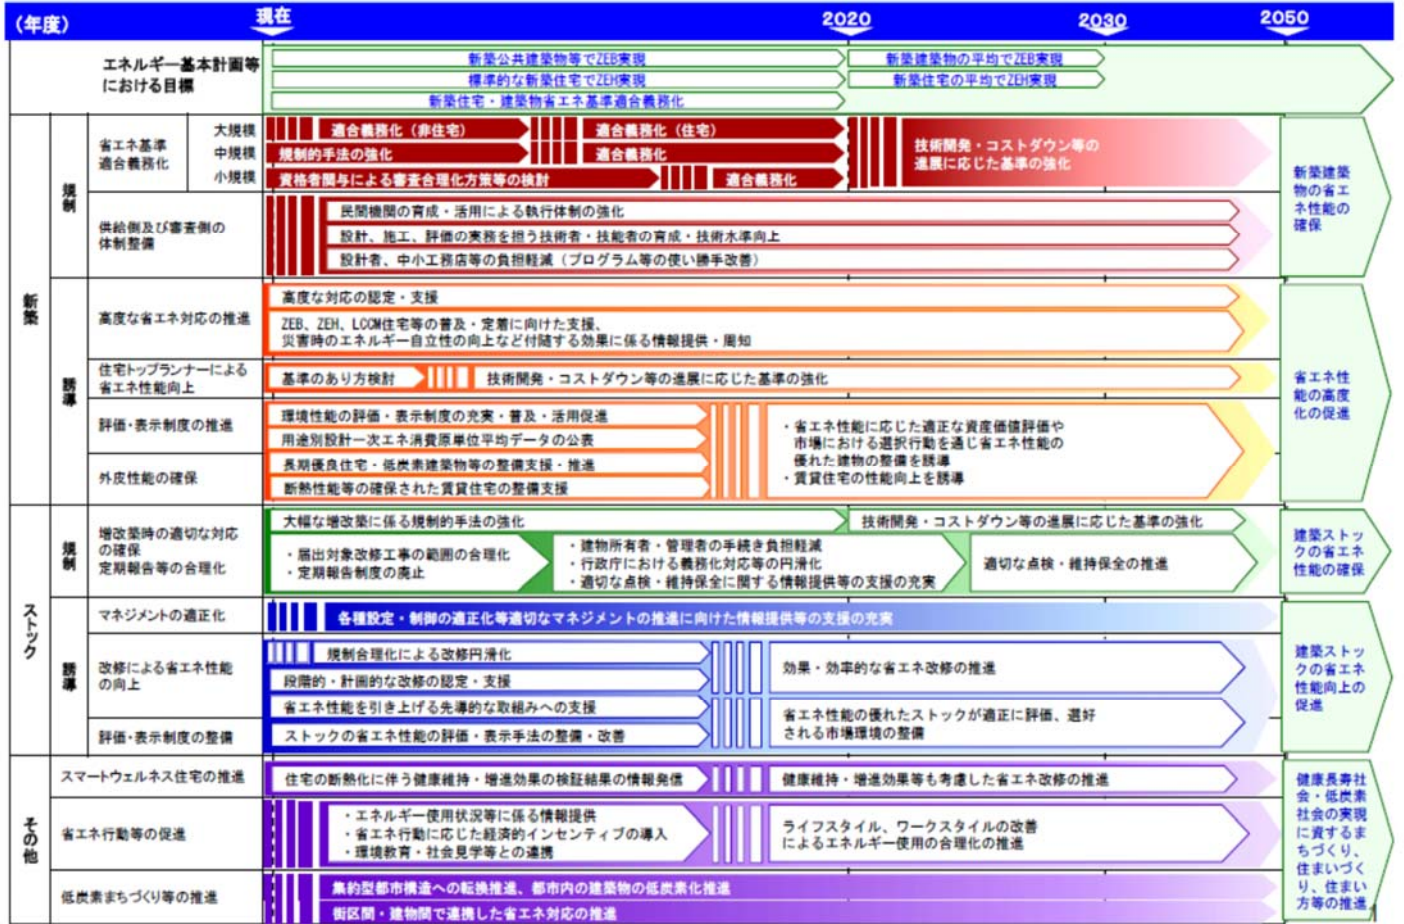 （年度）
現在
2020
2030
2050
エネルギー基本計画等
における目標
新築公共建築物等でZEB実現
新築建築物の平均でZEB実現
標準的な新築住宅でZEH実現
新築住宅の平均でZEH実現
新築住宅・建築物省エネ基準適合義務化
新築
規制
省エネ基準
適合義務化
大規模
適合義務化（非住宅）
適合義務化（住宅）
中規模
規制的手法の強化
適合義務化
小規模
資格者関与による審査合理化方策等の検討
適合義務化
技術開発・コストダウン等の
進展に応じた基準の強化
新築建築
物の省エ
ネ性能の
確保
供給側及び審査側の
体制整備
民間機関の育成・活用による執行体制の強化
設計、施工、評価の実務を担う技術者・技能者の育成・技術水準向上
設計者、中小工務店等の負担軽減（プログラム等の使い勝手改善）
誘導
高度な省エネ対応の推進
高度な対応の認定・支援
ZEB、ZEH、LCCM住宅等の普及・定着に向けた支援、
災害時のエネルギー自立性の向上など付随する効果に係る情報提供・周知
住宅トップランナーによる
省エネ性能向上
基準のあり方検討
技術開発・コストダウン等の進展に応じた基準の強化
省エネ性
能の高度
化の促進
評価・表示制度の推進
環境性能の評価・表示制度の充実・普及・活用促進
用途別設計一次エネ消費原単位平均データの公表
外皮性能の確保
長期優良住宅・低炭素建築物等の整備支援・推進
断熱性能等の確保された賃貸住宅の整備支援
・省エネ性能に応じた適正な資産価値評価や
市場における選択行動を通じ省エネ性能の
優れた建物の整備を誘導
・賃貸住宅の性能向上を誘導
ストック
規制
増改築時の適切な対応
の確保
定期報告等の合理化
大幅な増改築に係る規制的手法の強化
技術開発・コストダウン等の進展に応じた基準の強化
・届出対象改修工事の範囲の合理化
・定期報告制度の廃止
・建物所有者・管理者の手続き負担軽減
・行政庁における義務化対応等の円滑化
・適切な点検・維持保全に関する情報提供等の支援の充実
適切な点検・維持保全の推進
建築ストッ
クの省エネ
性能の確保
誘導
マネジメントの適正化
各種設定・制御の適正化等適切なマネジメントの推進に向けた情報提供等の支援の充実
改修による省エネ性能
の向上
規制合理化による改修円滑化
段階的・計画的な改修の認定・支援
効果・効率的な省エネ改修の推進
省エネ性能を引き上げる先導的な取組みへの支援
評価・表示制度の整備
ストックの省エネ性能の評価・表示手法の整備・改善
省エネ性能の優れたストックが適正に評価、選好
される市場環境の整備
建築ストッ
クの省エネ
性能向上の
促進
その他
スマートウェルネス住宅の推進
住宅の断熱化に伴う健康維持・増進効果の検証結果の情報発信
健康維持・増進効果等も考慮した省エネ改修の推進
省エネ行動等の促進
・エネルギー使用状況等に係る情報提供
・省エネ行動に応じた経済的インセンティブの導入
・環境教育・社会見学等との連携
ライフスタイル、ワークスタイルの改善
によるエネルギー使用の合理化の推進
低炭素まちづくり等の推進
集約型都市構造への転換推進、都市内の建築物の低炭素化推進
街区間・建物間で連携した省エネ対応の推進
健康長寿社
会・低炭素
社会の実現
に資するま
ちづくり、
住まいづく
り、住まい
方等の推進